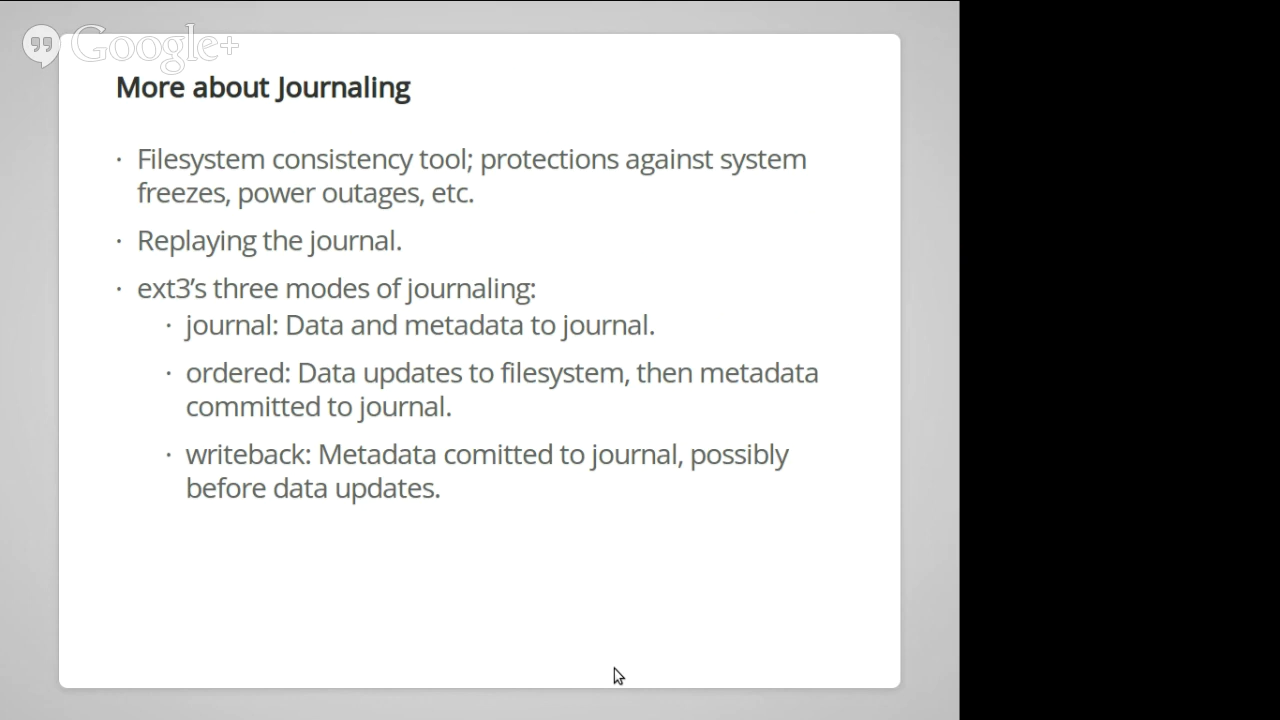 Google+
More about Journaling
· Filesystem consistency tool; protections against system
freezes, power outages, etc.
· Replaying the journal.
· ext3’s three modes of journaling:
· journal: Data and metadata to journal.
· ordered: Data updates to filesystem, then metadata
committed to journal.
· writeback: Metadata comitted to journal, possibly
before data updates.